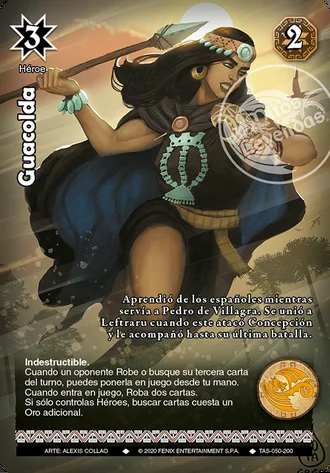 3
2
Héroe
Guacolda
Mitos y
Leyendas
Aprendió de los españoles mientras
servía a Pedro de Villagra. Se unió a
Leftraru cuando este atacó Concepción
y le acompañó hasta su última batalla.
Indestructible.
Cuando un oponente Robe o busque su tercera carta
del turno, puedes ponerla en juego desde tu mano.
Cuando entra en juego, Roba dos cartas.
Si sólo controlas Héroes, buscar cartas cuesta un
Oro adicional.
ARTE: ALEXIS COLLAO ◆ © 2020 FENIX ENTERTAINMENT S.P.A. ◆ TAS-050-200